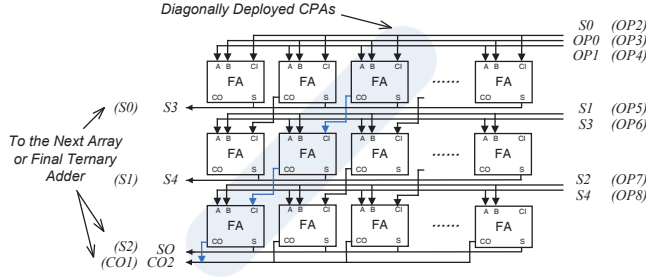 Diagonally Deployed CPAs
S0 (OP2)
OP0 (OP3)
OP1 (OP4)
A B CI A B CI A B CI A B CI
FA FA FA ...... FA
CO S CO S CO S CO S
(S0) S3
S1 (OP5)
S3 (OP6)
To the Next Array
or Final Ternary
Adder
A B CI A B CI A B CI A B CI
FA FA FA ...... FA
CO S CO S CO S CO S
(S1) S4
S2 (OP7)
S4 (OP8)
A B CI A B CI A B CI A B CI
FA FA FA ...... FA
CO S CO S CO S CO S
(S2) SO
(CO1) CO2